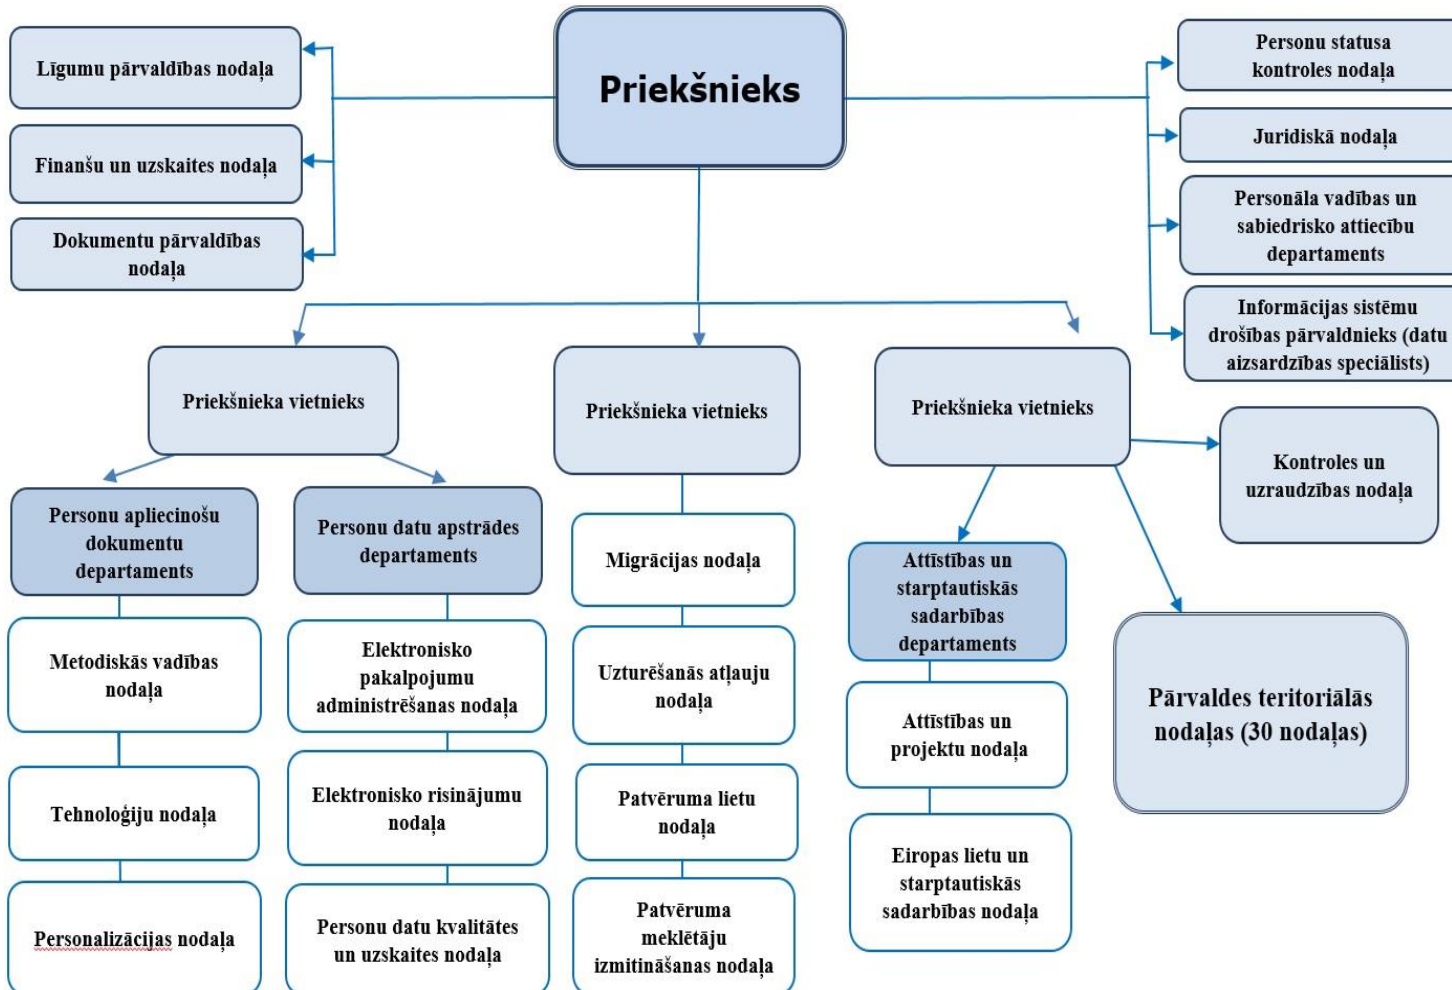 Priekšnieks
Līgumu pārvaldības nodaļa
Finanšu un uzskaites nodaļa
Dokumentu pārvaldības
nodaļa
Personu statusa
kontroles nodaļa
Juridiskā nodaļa
Personāla vadības un
sabiedrisko attiecību
departaments
Informācijas sistēmu
drošības pārvaldnieks (datu
aizsardzības speciālists)
Priekšnieka vietnieks
Priekšnieka vietnieks
Priekšnieka vietnieks
Kontroles un
uzraudzības nodaļa
Personu apliecinošu
dokumentu
departaments
Metodiskās vadības
nodaļa
Tehnoloģiju nodaļa
Personalizācijas nodaļa
Personu datu apstrādes
departaments
Elektronisko
pakalpojumu
administrēšanas nodaļa
Elektronisko risinājumu
nodaļa
Personu datu kvalitātes
un uzskaites nodaļa
Migrācijas nodaļa
Uzturēšanās atļauju
nodaļa
Patvēruma lietu
nodaļa
Patvēruma
meklētāju
izmitināšanas nodaļa
Attīstības un
starptautiskās
sadarbības
departaments
Attīstības un
projektu nodaļa
Eiropas lietu un
starptautiskās
sadarbības nodaļa
Pārvaldes teritoriālās
nodaļas (30 nodaļas)